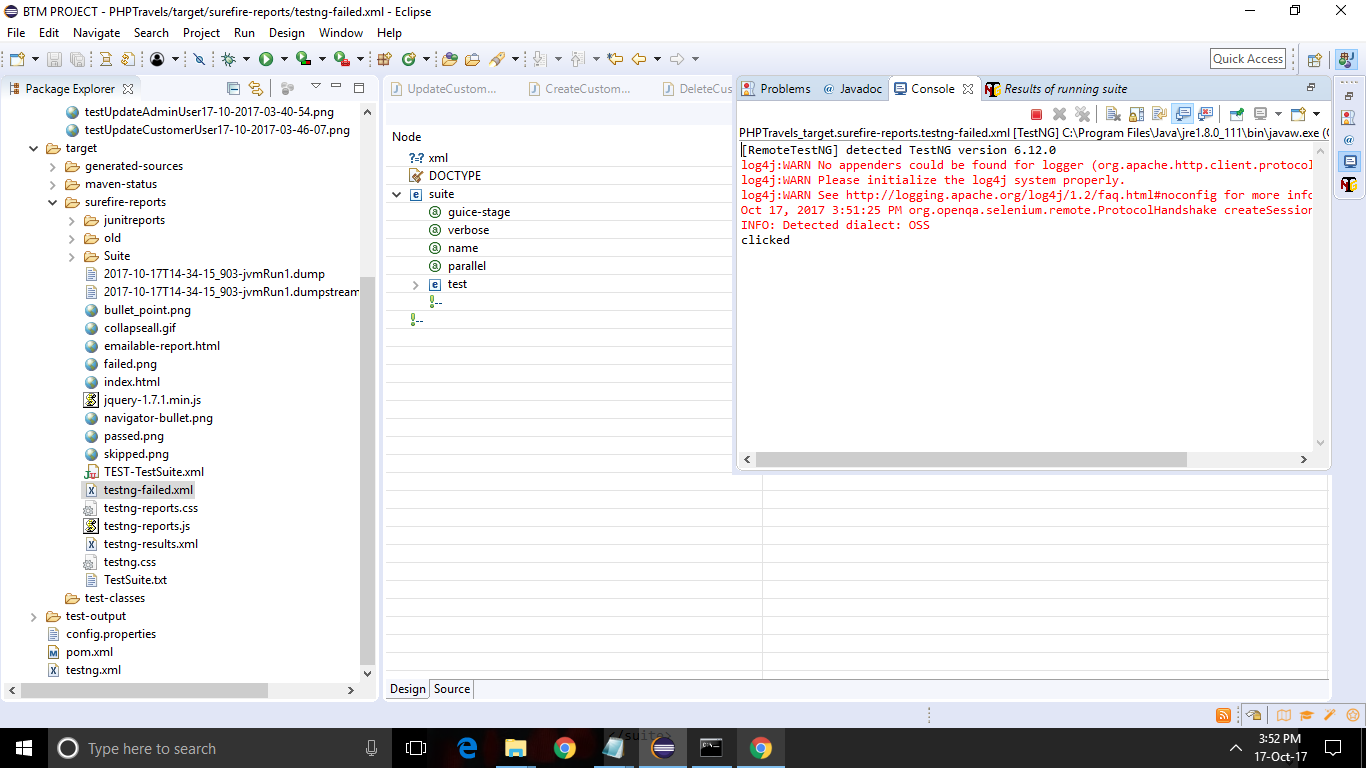 BTM PROJECT - PHPTravels/target/surefire-reports/testng-failed.xml - Eclipse
File Edit Navigate Search Project Run Design Window Help
Quick Access
Package Explorer
testUpdateAdminUser17-10-2017-03-40-54.png
testUpdateCustomerUser17-10-2017-03-46-07.png
target
generated-sources
maven-status
surefire-reports
junitreports
old
Suite
2017-10-17T14-34-15_903-jvmRun1.dump
2017-10-17T14-34-15_903-jvmRun1.dumpstream
bullet_point.png
collapseall.gif
emailable-report.html
failed.png
index.html
jquery-1.7.1.min.js
navigator-bullet.png
passed.png
skipped.png
TEST-TestSuite.xml
testng-failed.xml
testng-reports.css
testng-reports.js
testng-results.xml
testng.css
TestSuite.txt
test-classes
test-output
config.properties
pom.xml
testng.xml
UpdateCustom... CreateCustom... DeleteCus
Node
?=? xml
DOCTYPE
suite
guice-stage
verbose
name
parallel
test
!--
!--
Design Source
Problems Javadoc Console Results of running suite
PHPTravels_target.surefire-reports.testng-failed.xml [TestNG] C:\Program Files\Java\jre1.8.0_111\bin\javaw.exe (
[RemoteTestNG] detected TestNG version 6.12.0
log4j:WARN No appenders could be found for logger (org.apache.http.client.protocol
log4j:WARN Please initialize the log4j system properly.
log4j:WARN See http://logging.apache.org/log4j/1.2/faq.html#noconfig for more info
Oct 17, 2017 3:51:25 PM org.openqa.selenium.remote.ProtocolHandshake createSession
INFO: Detected dialect: OSS
clicked
Type here to search
</suite>
3:52 PM
17-Oct-17